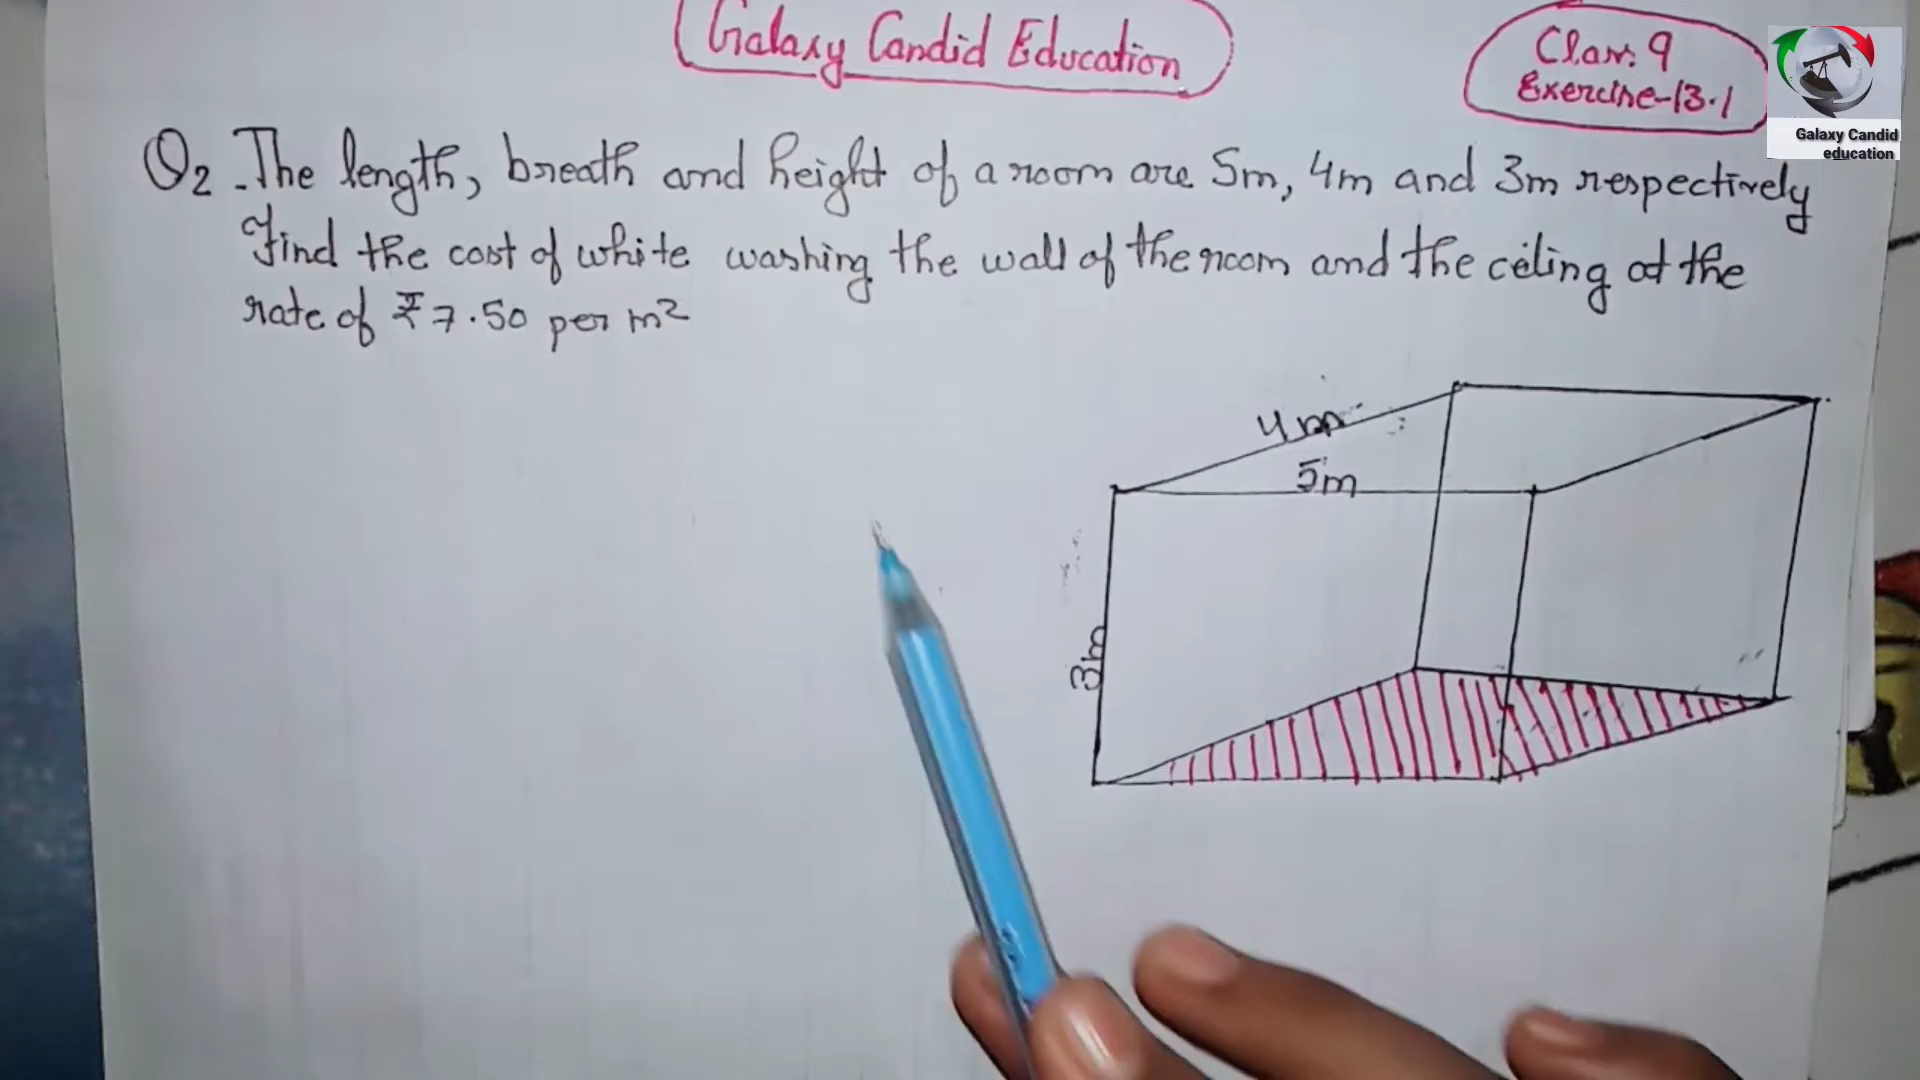 Galaxy Candid Education
Class: 9
Exercise-13.1
Galaxy Candid
education
Q2. The length, breath and height of a room are 5m, 4m and 3m respectively
Find the cost of white washing the wall of the room and the céling at the
rate of ₹7.50 per m²
4m
5m
3m